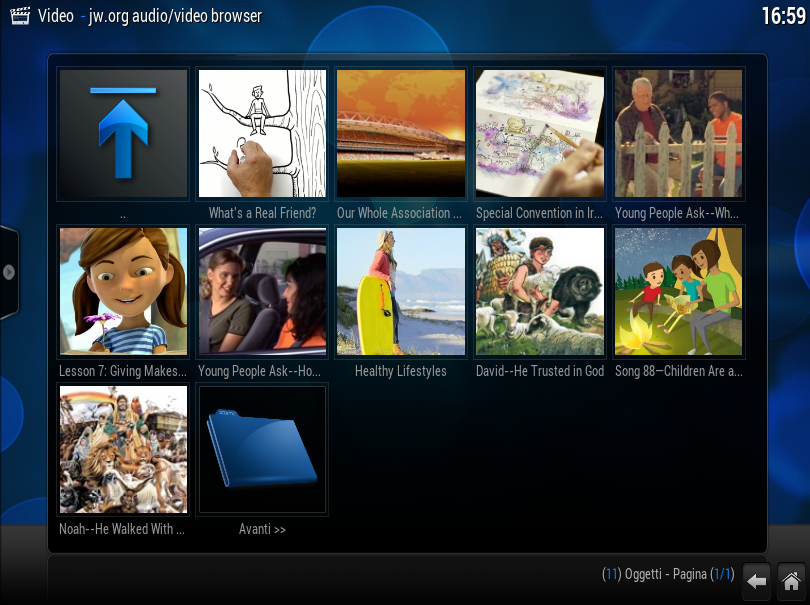 Video - jw.org audio/video browser
16:59
..
What's a Real Friend?
Our Whole Association ...
Special Convention in Ir...
Young People Ask--Wh...
Lesson 7: Giving Makes...
Young People Ask--Ho...
Healthy Lifestyles
David--He Trusted in God
Song 88—Children Are a...
Noah--He Walked With ...
Avanti >>
(11) Oggetti - Pagina (1/1)